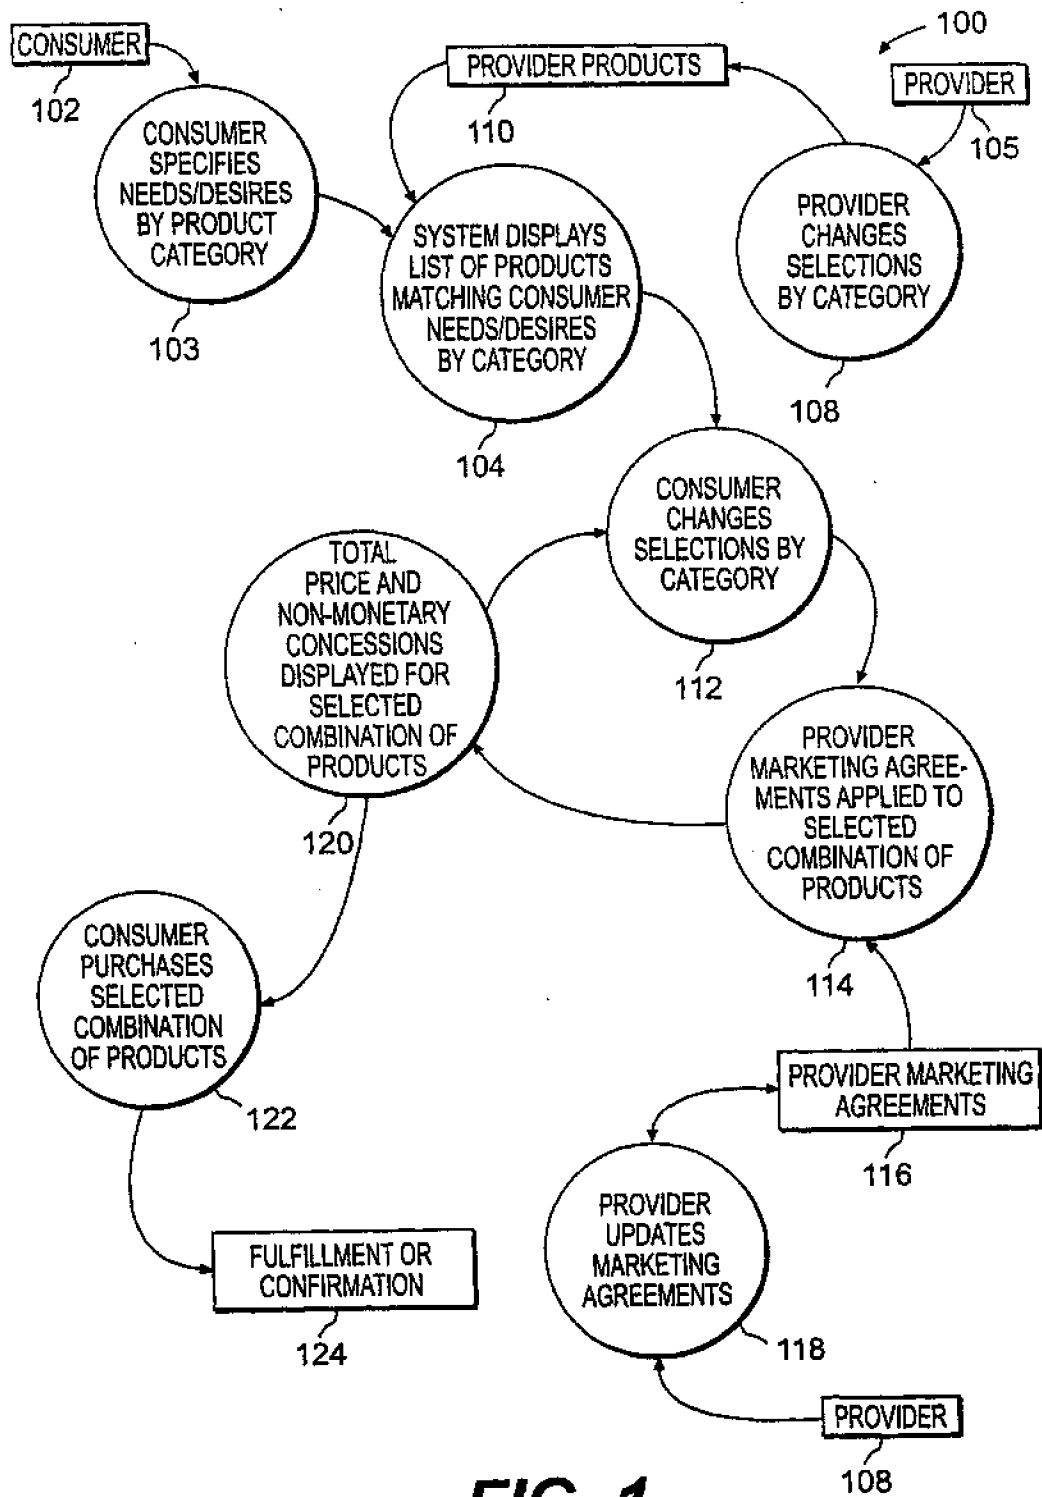 100
CONSUMER
102
PROVIDER PRODUCTS
110
PROVIDER
105
CONSUMER
SPECIFIES
NEEDS/DESIRES
BY PRODUCT
CATEGORY
103
SYSTEM DISPLAYS
LIST OF PRODUCTS
MATCHING CONSUMER
NEEDS/DESIRES
BY CATEGORY
104
PROVIDER
CHANGES
SELECTIONS
BY CATEGORY
108
CONSUMER
CHANGES
SELECTIONS BY
CATEGORY
112
TOTAL
PRICE AND
NON-MONETARY
CONCESSIONS
DISPLAYED FOR
SELECTED
COMBINATION OF
PRODUCTS
120
PROVIDER
MARKETING AGREE-
MENTS APPLIED TO
SELECTED
COMBINATION OF
PRODUCTS
114
CONSUMER
PURCHASES
SELECTED
COMBINATION
OF PRODUCTS
122
PROVIDER MARKETING
AGREEMENTS
116
PROVIDER
UPDATES
MARKETING
AGREEMENTS
118
FULFILLMENT OR
CONFIRMATION
124
PROVIDER
108
FIG. 1